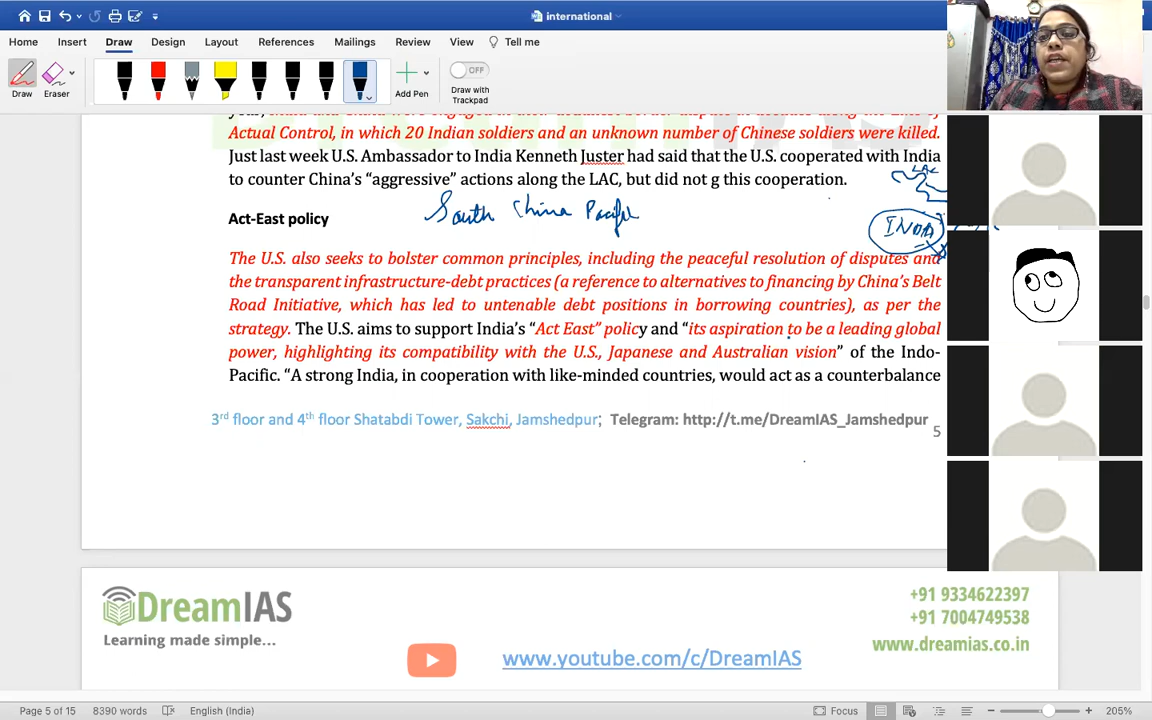 international
Home Insert Draw Design Layout References Mailings Review View Tell me
OFF
Draw Eraser Add Pen Draw with Trackpad
Actual Control, in which 20 Indian soldiers and an unknown number of Chinese soldiers were killed.
Just last week U.S. Ambassador to India Kenneth Juster had said that the U.S. cooperated with India
to counter China's “aggressive” actions along the LAC, but did not g this cooperation.
LAC
South China Pacific
Act-East policy
INDIA
The U.S. also seeks to bolster common principles, including the peaceful resolution of disputes and
the transparent infrastructure-debt practices (a reference to alternatives to financing by China's Belt
Road Initiative, which has led to untenable debt positions in borrowing countries), as per the
strategy. The U.S. aims to support India's “Act East” policy and “its aspiration to be a leading global
power, highlighting its compatibility with the U.S., Japanese and Australian vision” of the Indo-
Pacific. “A strong India, in cooperation with like-minded countries, would act as a counterbalance
3rd floor and 4th floor Shatabdi Tower, Sakchi, Jamshedpur; Telegram: http://t.me/DreamIAS_Jamshedpur
5
DreamIAS
Learning made simple...
+91 9334622397
+91 7004749538
www.dreamias.co.in
www.youtube.com/c/DreamIAS
Page 5 of 15 8390 words English (India) Focus 205%